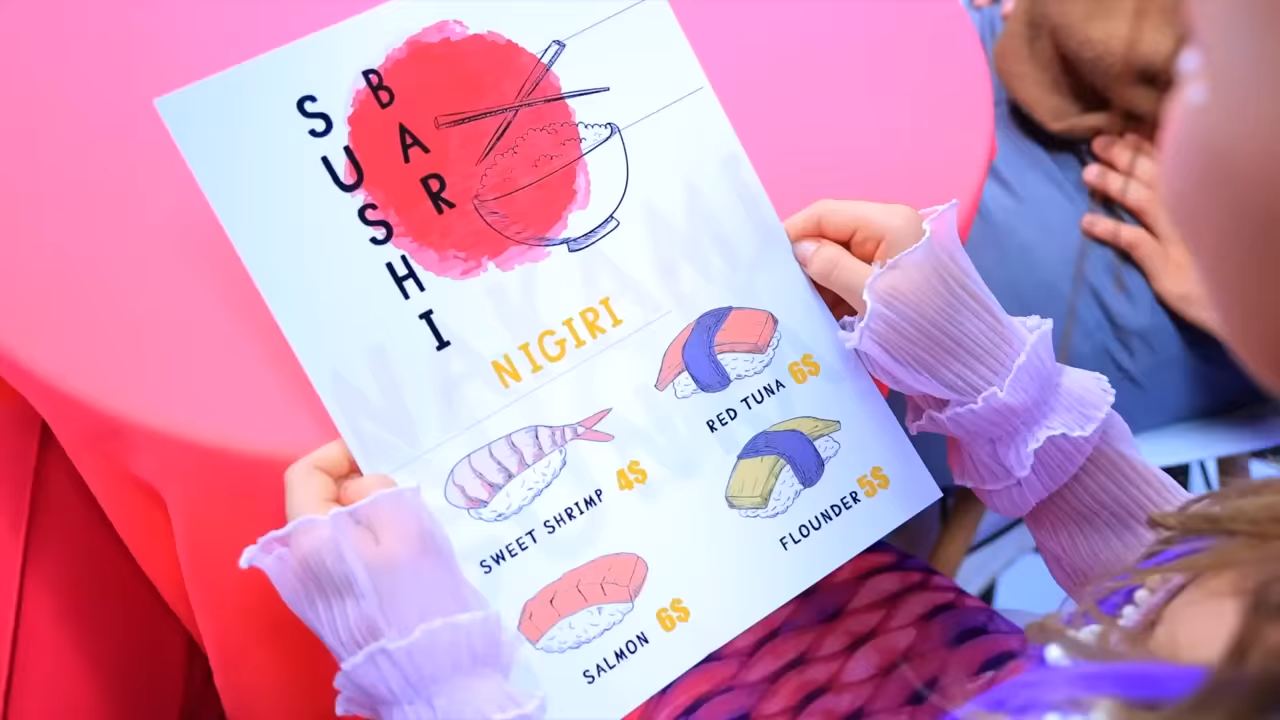 SUSHI
BAR
NIGIRI
SWEET SHRIMP 4$
RED TUNA 6$
SALMON 6$
FLOUNDER 5$